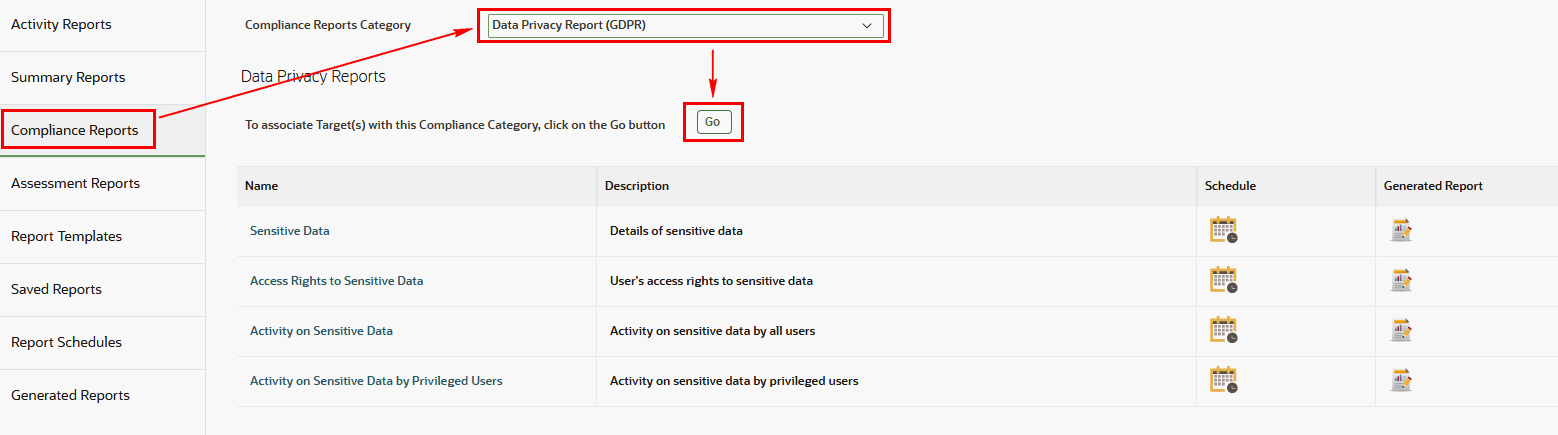 Activity Reports
Summary Reports
Compliance Reports
Assessment Reports
Report Templates
Saved Reports
Report Schedules
Generated Reports
Compliance Reports Category
Data Privacy Report (GDPR)
Data Privacy Reports
To associate Target(s) with this Compliance Category, click on the Go button
Go
Name Description Schedule Generated Report
Sensitive Data Details of sensitive data
Access Rights to Sensitive Data User's access rights to sensitive data
Activity on Sensitive Data Activity on sensitive data by all users
Activity on Sensitive Data by Privileged Users Activity on sensitive data by privileged users